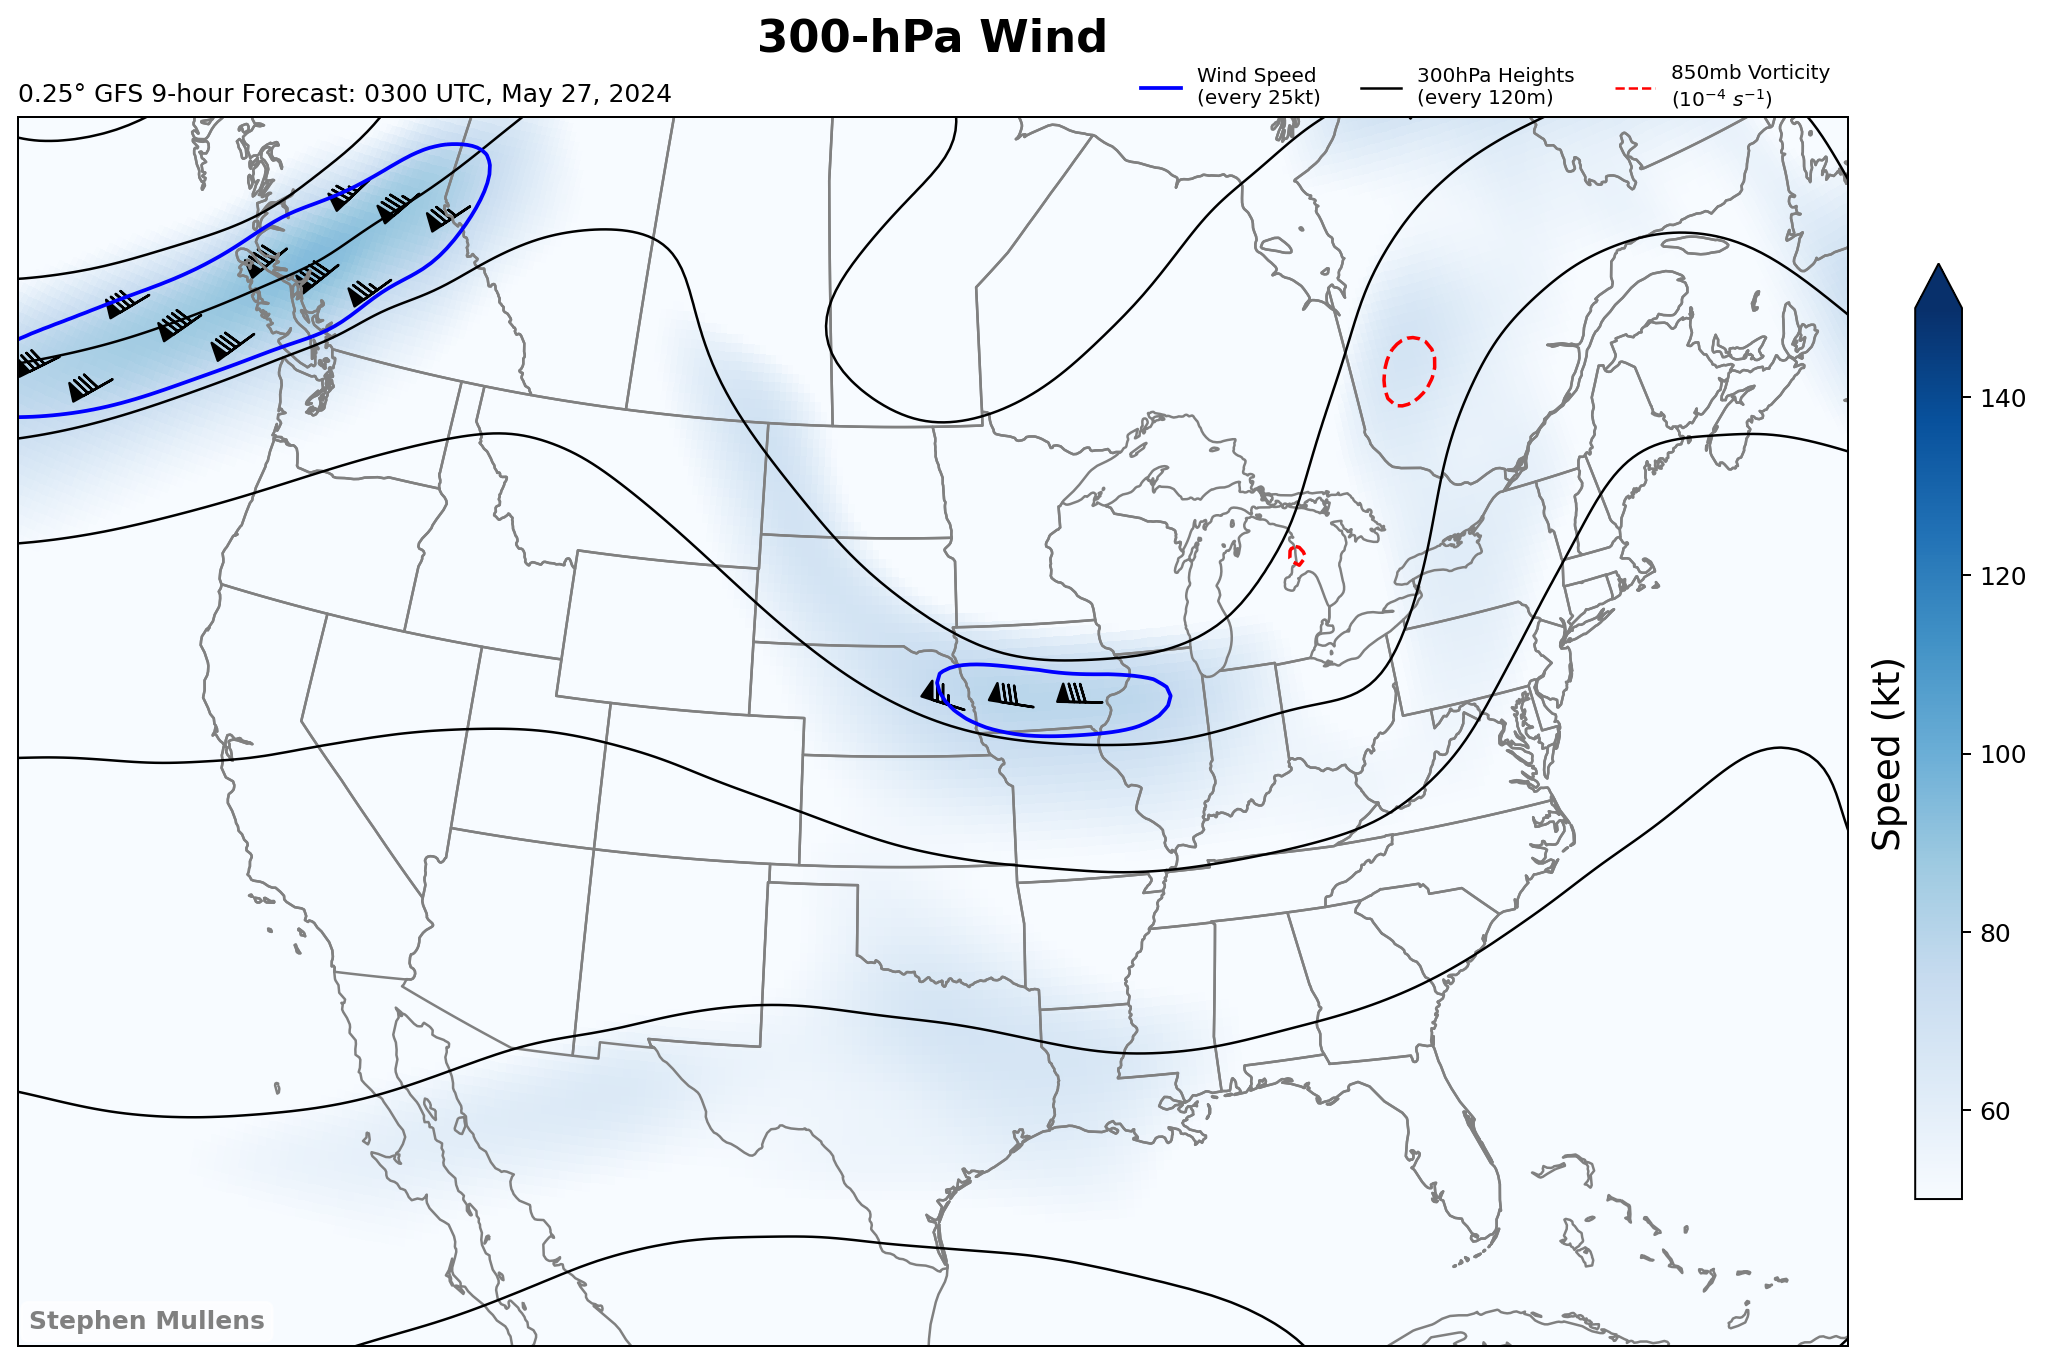 300-hPa Wind
0.25° GFS 9-hour Forecast: 0300 UTC, May 27, 2024
Wind Speed
(every 25kt)
300hPa Heights
(every 120m)
850mb Vorticity
(10⁻⁴ s⁻¹)
140
120
100
80
60
Speed (kt)
Stephen Mullens